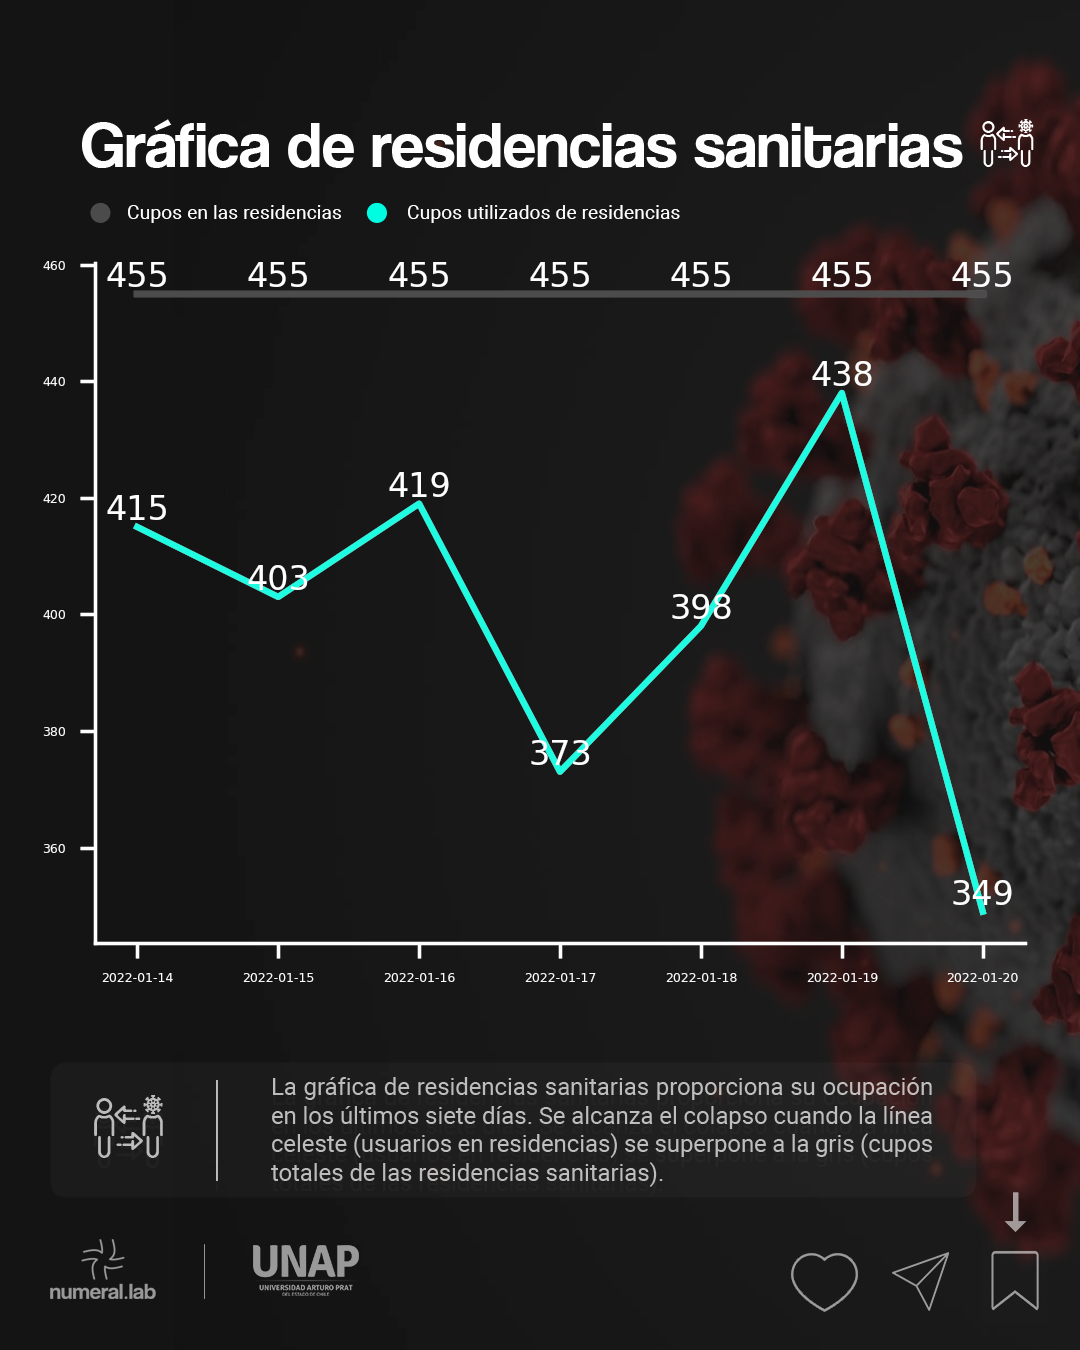 Gráfica de residencias sanitarias
Cupos en las residencias Cupos utilizados de residencias
460
455 455 455 455 455 455 455
440
438
420
419
415
403
400
398
380
373
360
349
2022-01-14 2022-01-15 2022-01-16 2022-01-17 2022-01-18 2022-01-19 2022-01-20
La gráfica de residencias sanitarias proporciona su ocupación
en los últimos siete días. Se alcanza el colapso cuando la línea
celeste (usuarios en residencias) se superpone a la gris (cupos
totales de las residencias sanitarias).
numeral.lab
UNAP
UNIVERSIDAD ARTURO PRAT
DEL ESTADO DE CHILE